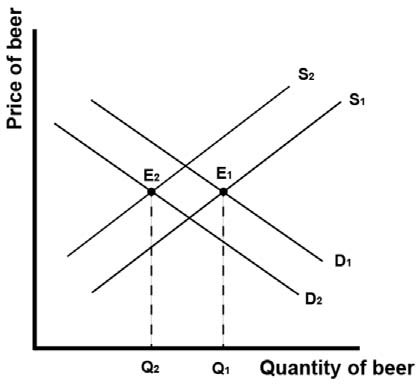 Price of beer
S₂
S₁
E₂
E₁
D₁
D₂
Q₂
Q₁
Quantity of beer